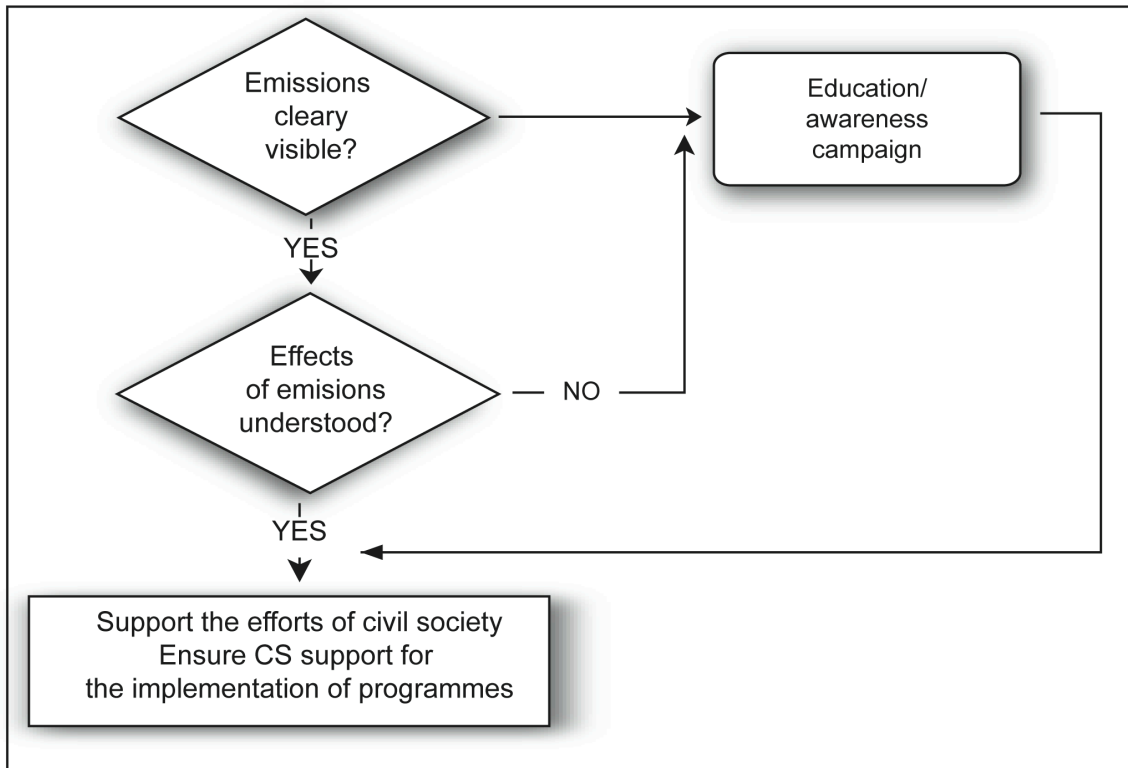 Emissions
cleary
visible?
Education/
awareness
campaign
YES
Effects
of emisions
understood?
NO
YES
Support the efforts of civil society
Ensure CS support for
the implementation of programmes